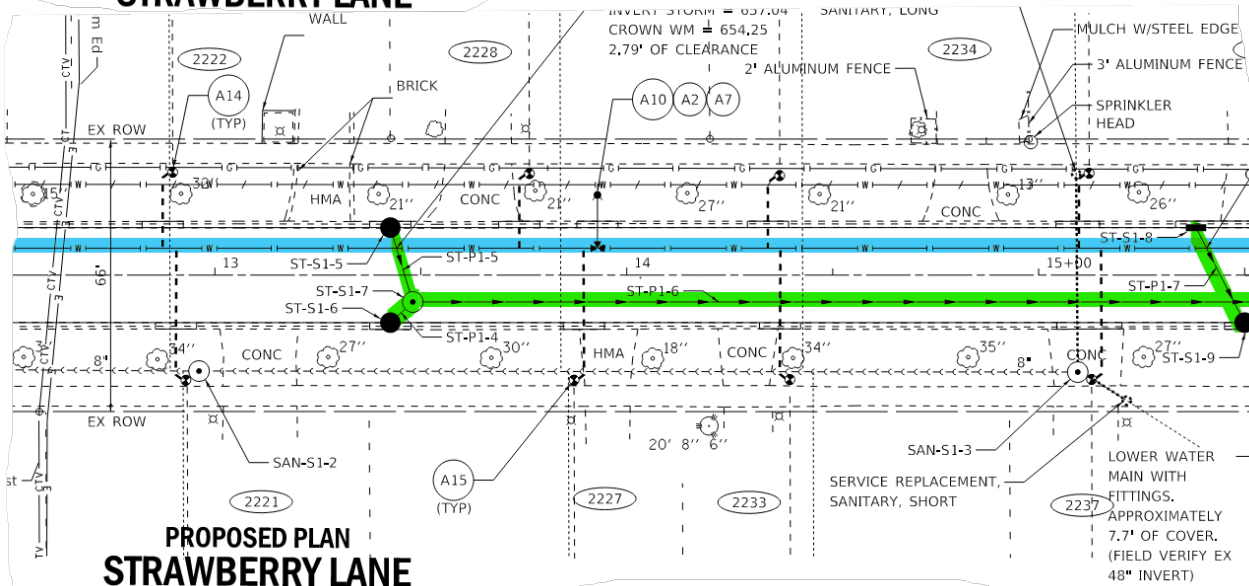 STRAWBERRY LANE
WALL
INVERT STORM = 657.04
CROWN WM = 654.25
2.79' OF CLEARANCE
SANITARY, LONG
MULCH W/STEEL EDGE
3' ALUMINUM FENCE
2' ALUMINUM FENCE
SPRINKLER
HEAD
2222
2228
2234
A14
(TYP)
BRICK
A10 A2 A7
EX ROW
CTV
E
G
W
15''
30''
HMA
21''
CONC
21''
27''
21''
13''
CONC
26''
ST-S1-5
ST-P1-5
ST-S1-8
13
14
15+00
66'
ST-S1-7
ST-P1-6
ST-P1-7
ST-S1-6
ST-P1-4
34''
CONC
27''
30''
HMA
18''
CONC
34''
35''
8"
CONC
27''
ST-S1-9
8'
EX ROW
SAN-S1-2
20' 8'' 6''
SAN-S1-3
A15
(TYP)
SERVICE REPLACEMENT,
SANITARY, SHORT
LOWER WATER
MAIN WITH
FITTINGS.
APPROXIMATELY
7.7' OF COVER.
(FIELD VERIFY EX
48" INVERT)
2221
2227
2233
2237
PROPOSED PLAN
STRAWBERRY LANE